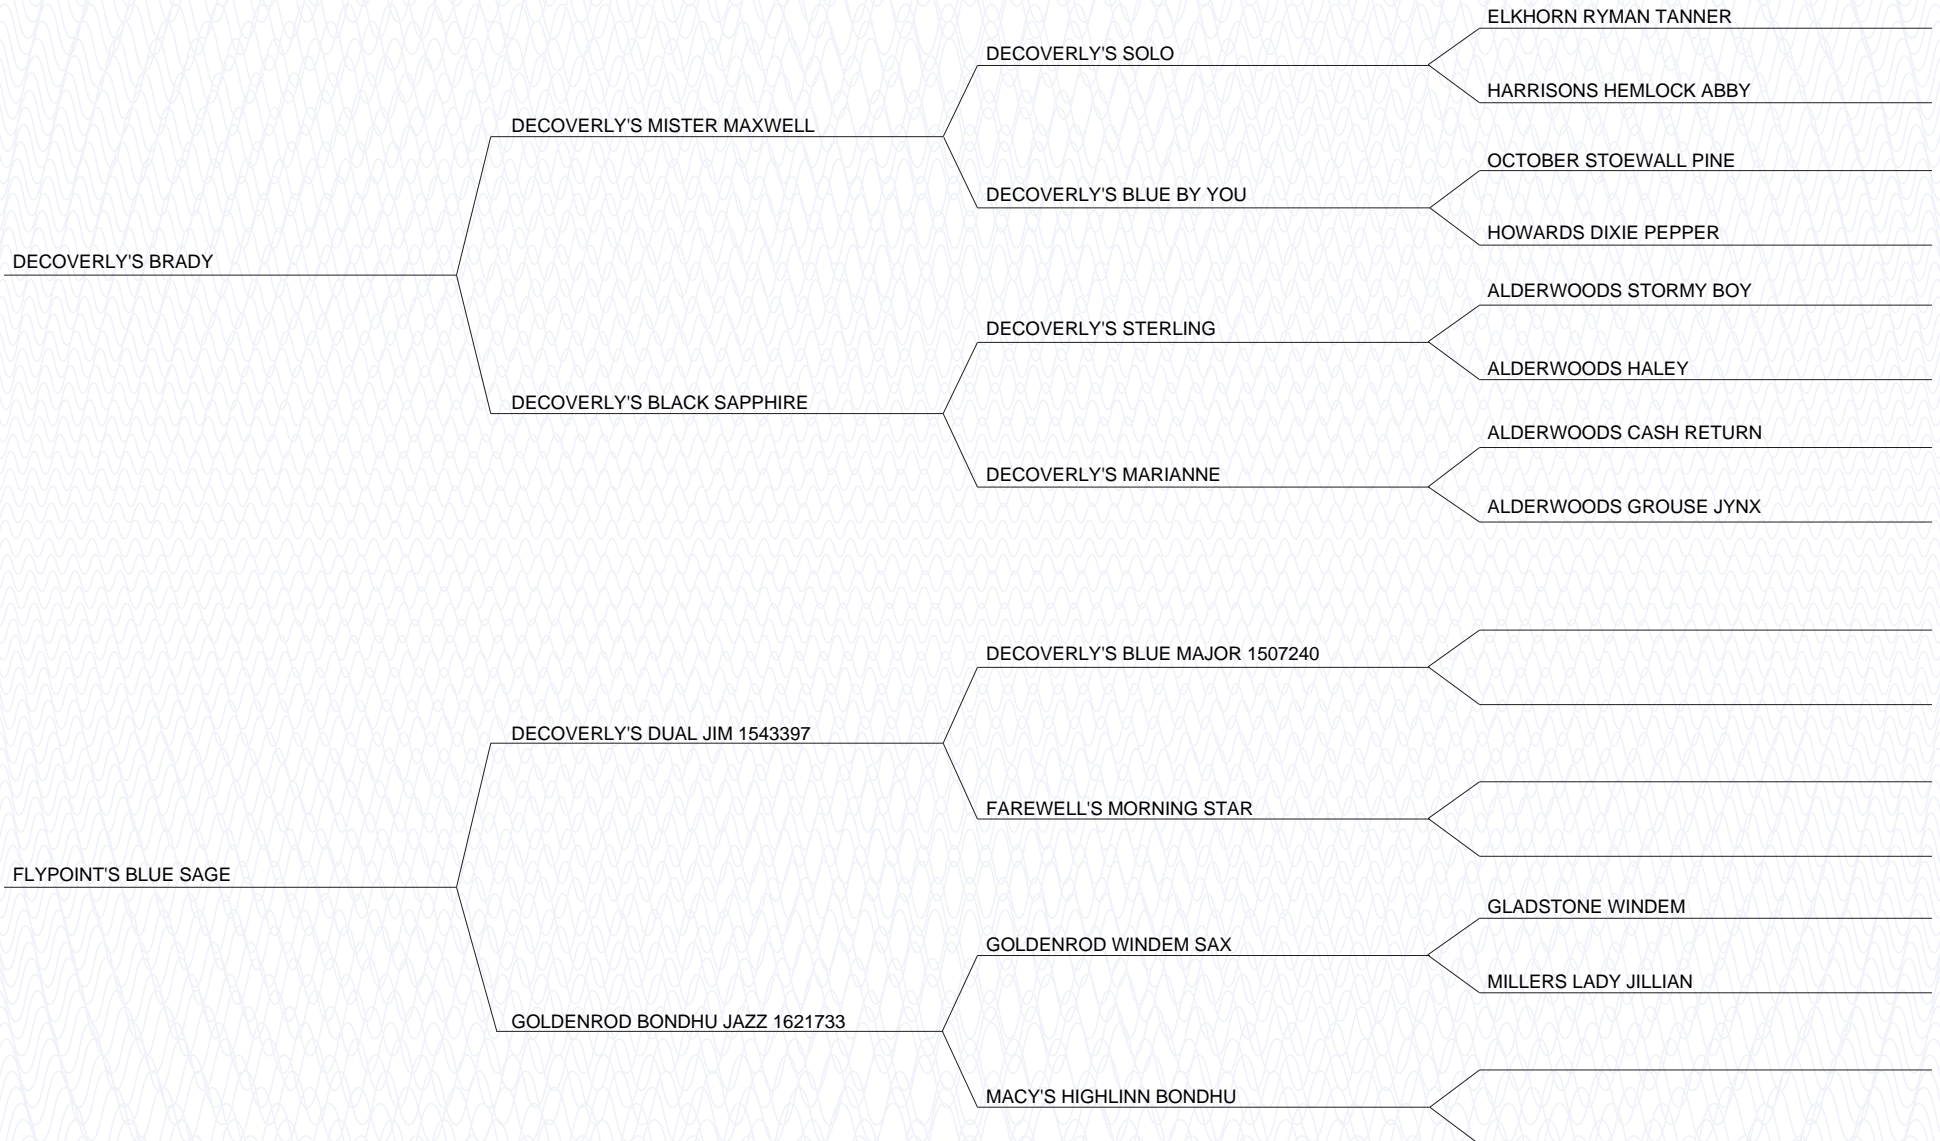 ELKHORN RYMAN TANNER
DECOVERLY'S SOLO
HARRISONS HEMLOCK ABBY
DECOVERLY'S MISTER MAXWELL
OCTOBER STOEWALL PINE
DECOVERLY'S BLUE BY YOU
HOWARDS DIXIE PEPPER
DECOVERLY'S BRADY
ALDERWOODS STORMY BOY
DECOVERLY'S STERLING
ALDERWOODS HALEY
DECOVERLY'S BLACK SAPPHIRE
ALDERWOODS CASH RETURN
DECOVERLY'S MARIANNE
ALDERWOODS GROUSE JYNX
DECOVERLY'S BLUE MAJOR 1507240
DECOVERLY'S DUAL JIM 1543397
FAREWELL'S MORNING STAR
FLYPOINT'S BLUE SAGE
GLADSTONE WINDEM
GOLDENROD WINDEM SAX
MILLERS LADY JILLIAN
GOLDENROD BONDHU JAZZ 1621733
MACY'S HIGHLINN BONDHU